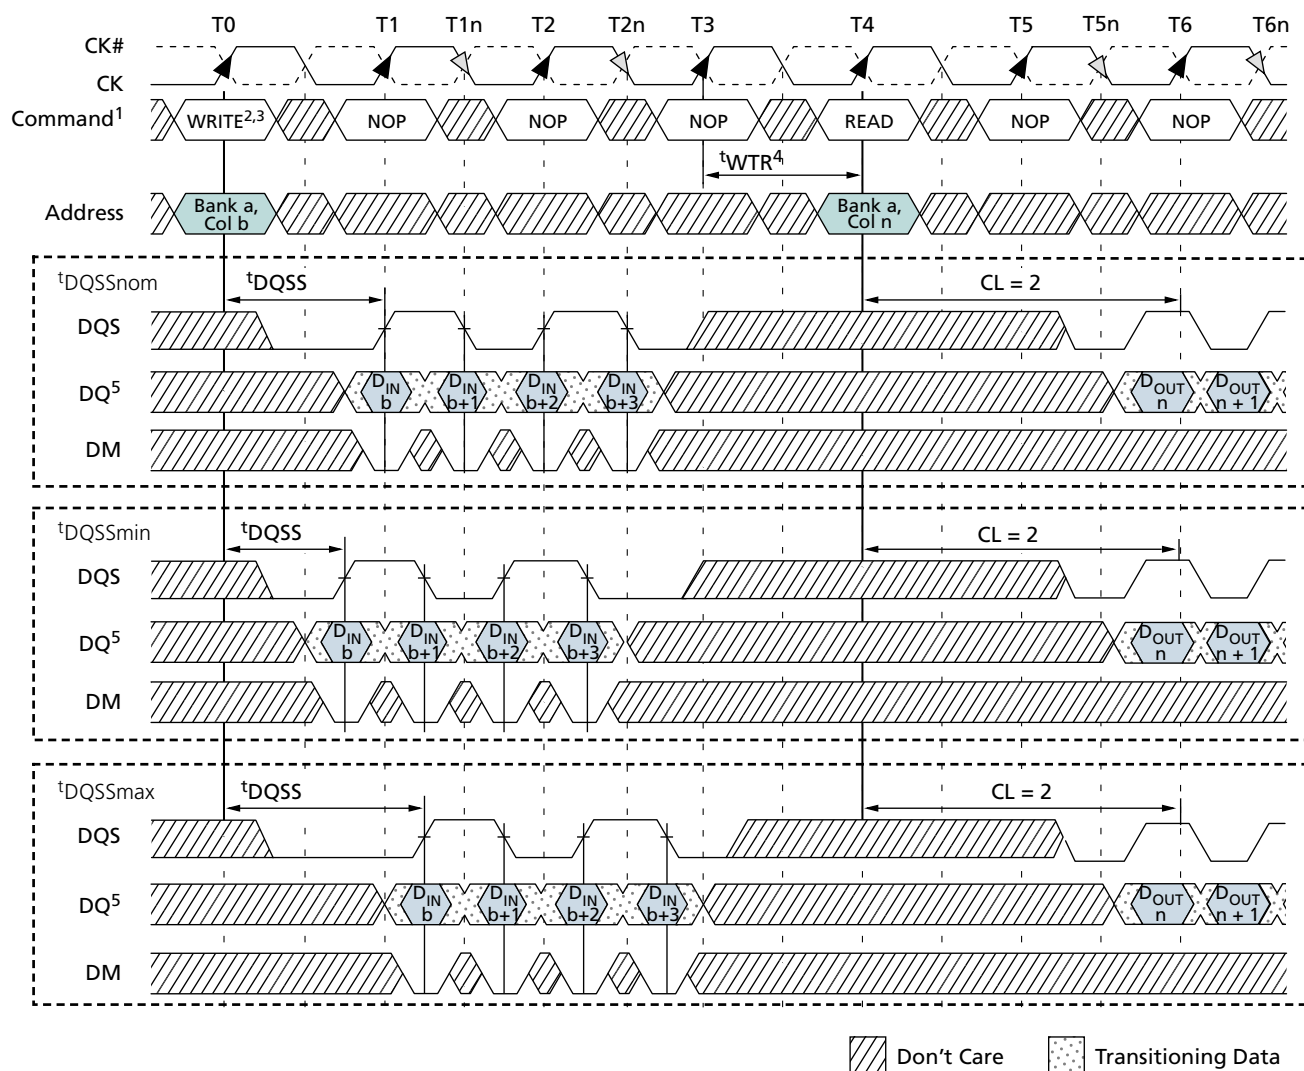 T0 T1 T1n T2 T2n T3 T4 T5 T5n T6 T6n
CK#
CK
Command1 WRITE2,3 NOP NOP NOP READ NOP NOP
tWTR4
Address Bank a, Col b Bank a, Col n
tDQSSnom tDQSS CL = 2
DQS
DQ5 DIN b DIN b+1 DIN b+2 DIN b+3 DOUT n DOUT n + 1
DM
tDQSSmin tDQSS CL = 2
DQS
DQ5 DIN b DIN b+1 DIN b+2 DIN b+3 DOUT n DOUT n + 1
DM
tDQSSmax tDQSS CL = 2
DQS
DQ5 DIN b DIN b+1 DIN b+2 DIN b+3 DOUT n DOUT n + 1
DM
Don't Care Transitioning Data